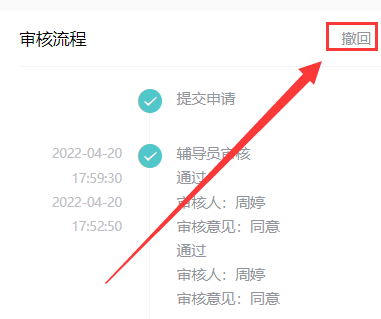 审核流程
撤回
提交申请
2022-04-20
辅导员审核
17:59:30
通过
2022-04-20
审核人：周婷
17:52:50
审核意见：同意
通过
审核人：周婷
审核意见：同意